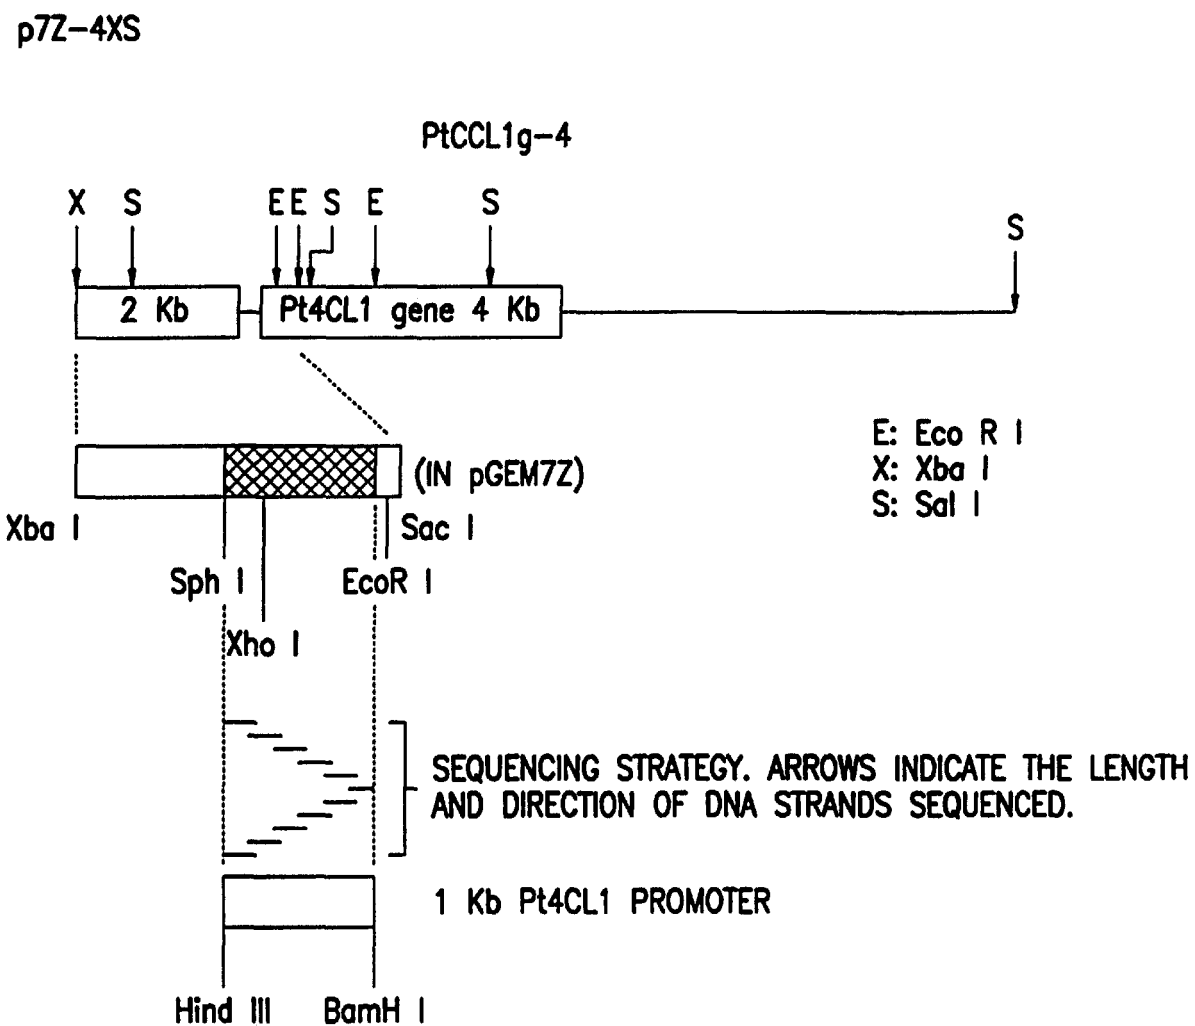 p7Z-4XS
PtCCL1g-4
X S E E S E S S
2 Kb Pt4CL1 gene 4 Kb
E: Eco R I
X: Xba I
S: Sal I
(IN pGEM7Z)
Xba I Sac I
Sph I EcoR I
Xho I
SEQUENCING STRATEGY. ARROWS INDICATE THE LENGTH
AND DIRECTION OF DNA STRANDS SEQUENCED.
1 Kb Pt4CL1 PROMOTER
Hind III BamH I